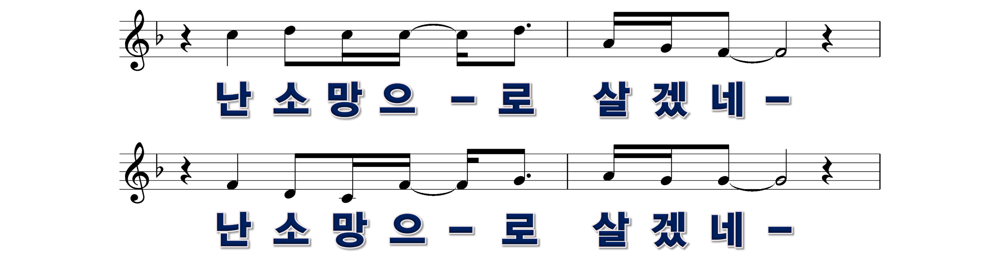 난 소 망 으 - 로 살 겠 네 -
난 소 망 으 - 로 살 겠 네 -